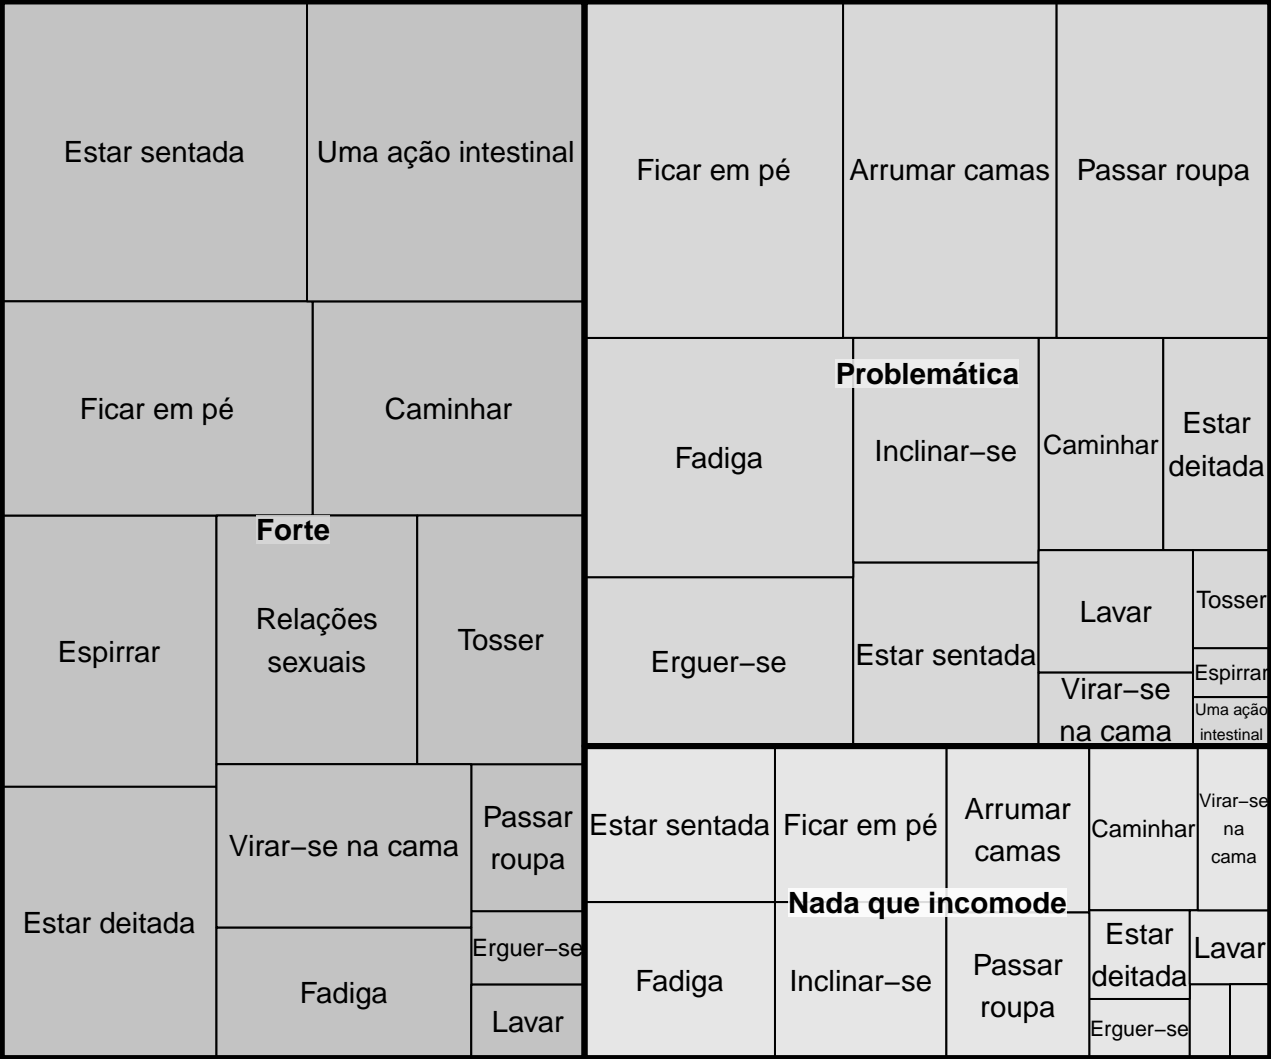 Estar sentada
Uma ação intestinal
Ficar em pé
Caminhar
Forte
Espirrar
Relações
sexuais
Tosser
Estar deitada
Virar–se na cama
Passar
roupa
Erguer–se
Fadiga
Lavar
Ficar em pé
Arrumar camas
Passar roupa
Problemática
Fadiga
Inclinar–se
Caminhar
Estar
deitada
Erguer–se
Estar sentada
Lavar
Tosser
Virar–se
na cama
Espirrar
Uma ação
intestinal
Estar sentada
Ficar em pé
Arrumar
camas
Caminhar
Virar–se
na
cama
Nada que incomode
Fadiga
Inclinar–se
Passar
roupa
Estar
deitada
Lavar
Erguer–se